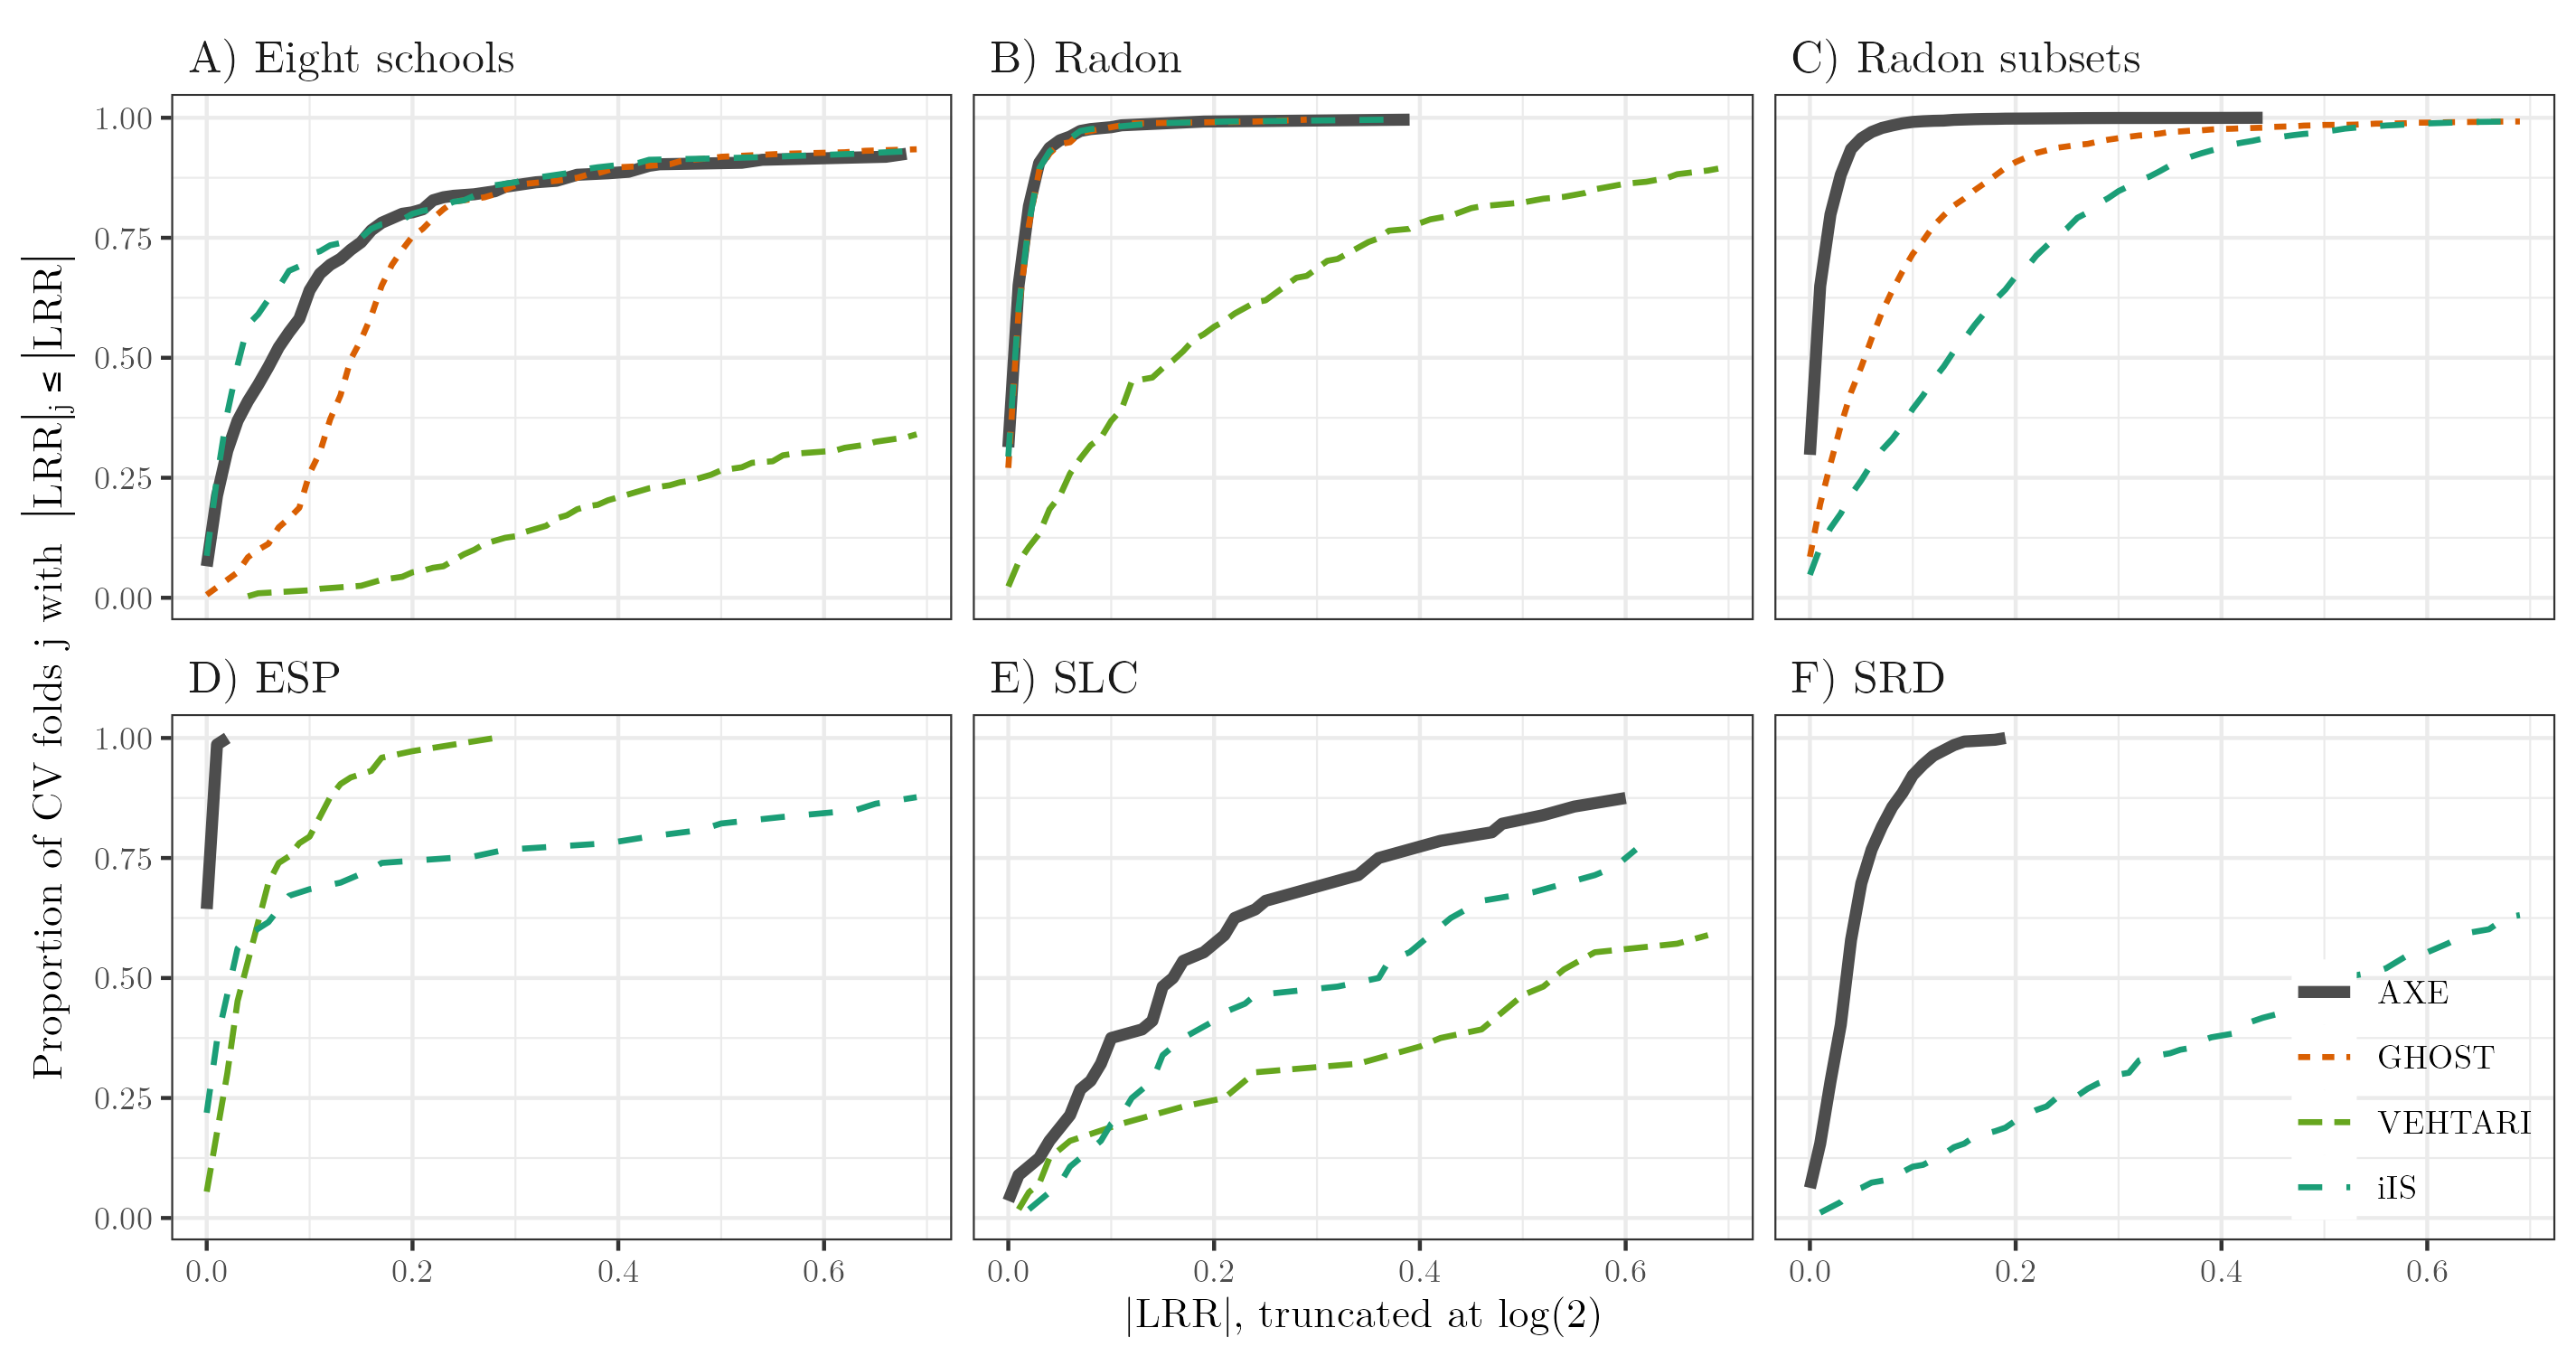 A) Eight schools
B) Radon
C) Radon subsets
1.00
0.75
0.50
0.25
0.00
Proportion of CV folds j with |LRR|j ≤ |LRR|
D) ESP
E) SLC
F) SRD
1.00
0.75
0.50
0.25
0.00
AXE
GHOST
VEHTARI
iIS
0.0 0.2 0.4 0.6
0.0 0.2 0.4 0.6
0.0 0.2 0.4 0.6
|LRR|, truncated at log(2)